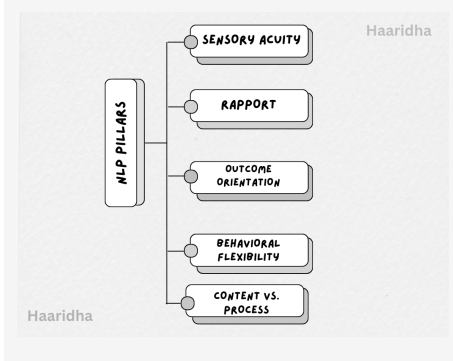 Haaridha
NLP PILLARS
SENSORY ACUITY
RAPPORT
OUTCOME
ORIENTATION
BEHAVIORAL
FLEXIBILITY
CONTENT VS.
PROCESS
Haaridha